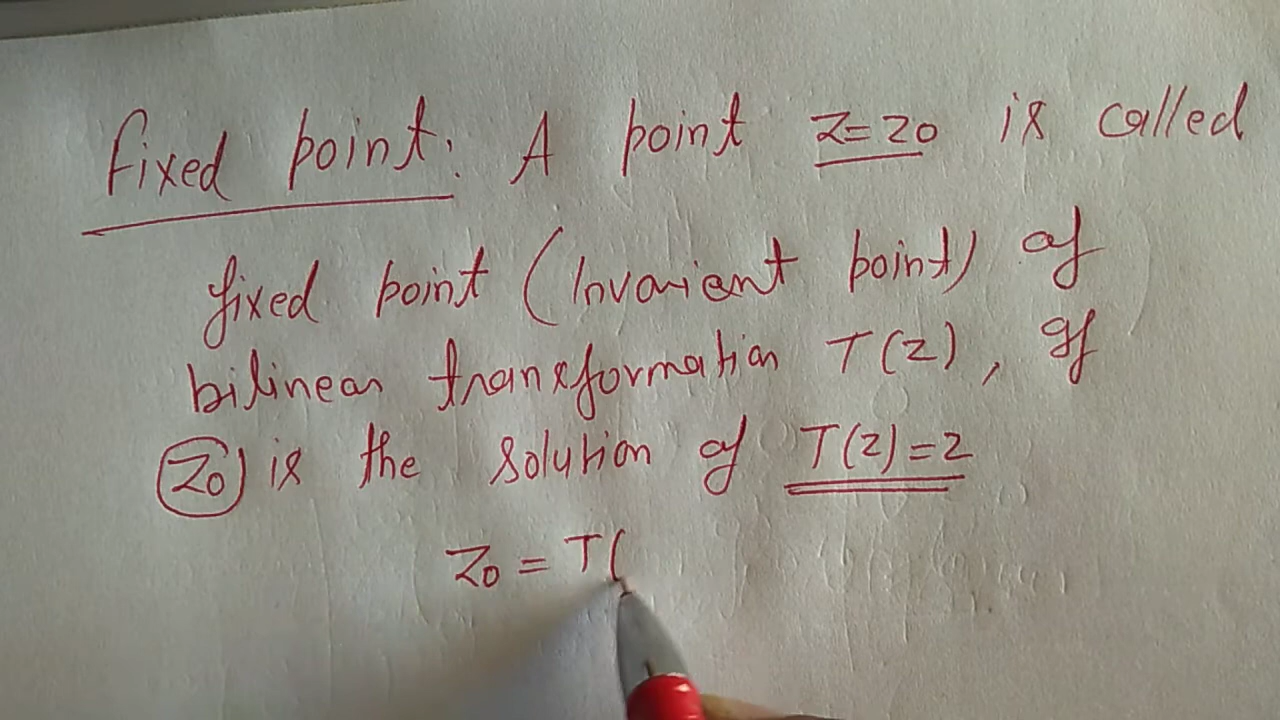 fixed point: A point z=z0 is called
fixed point (Invarient point) of
bilinear transformation T(z), if
z0 is the solution of T(z)=z
z0 = T(